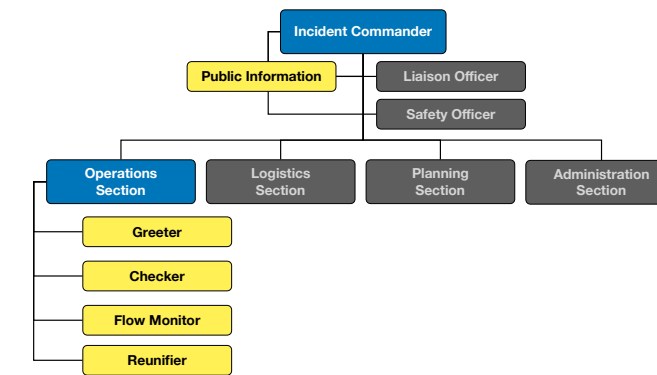 Incident Commander
Public Information
Liaison Officer
Safety Officer
Operations
Section
Logistics
Section
Planning
Section
Administration
Section
Greeter
Checker
Flow Monitor
Reunifier